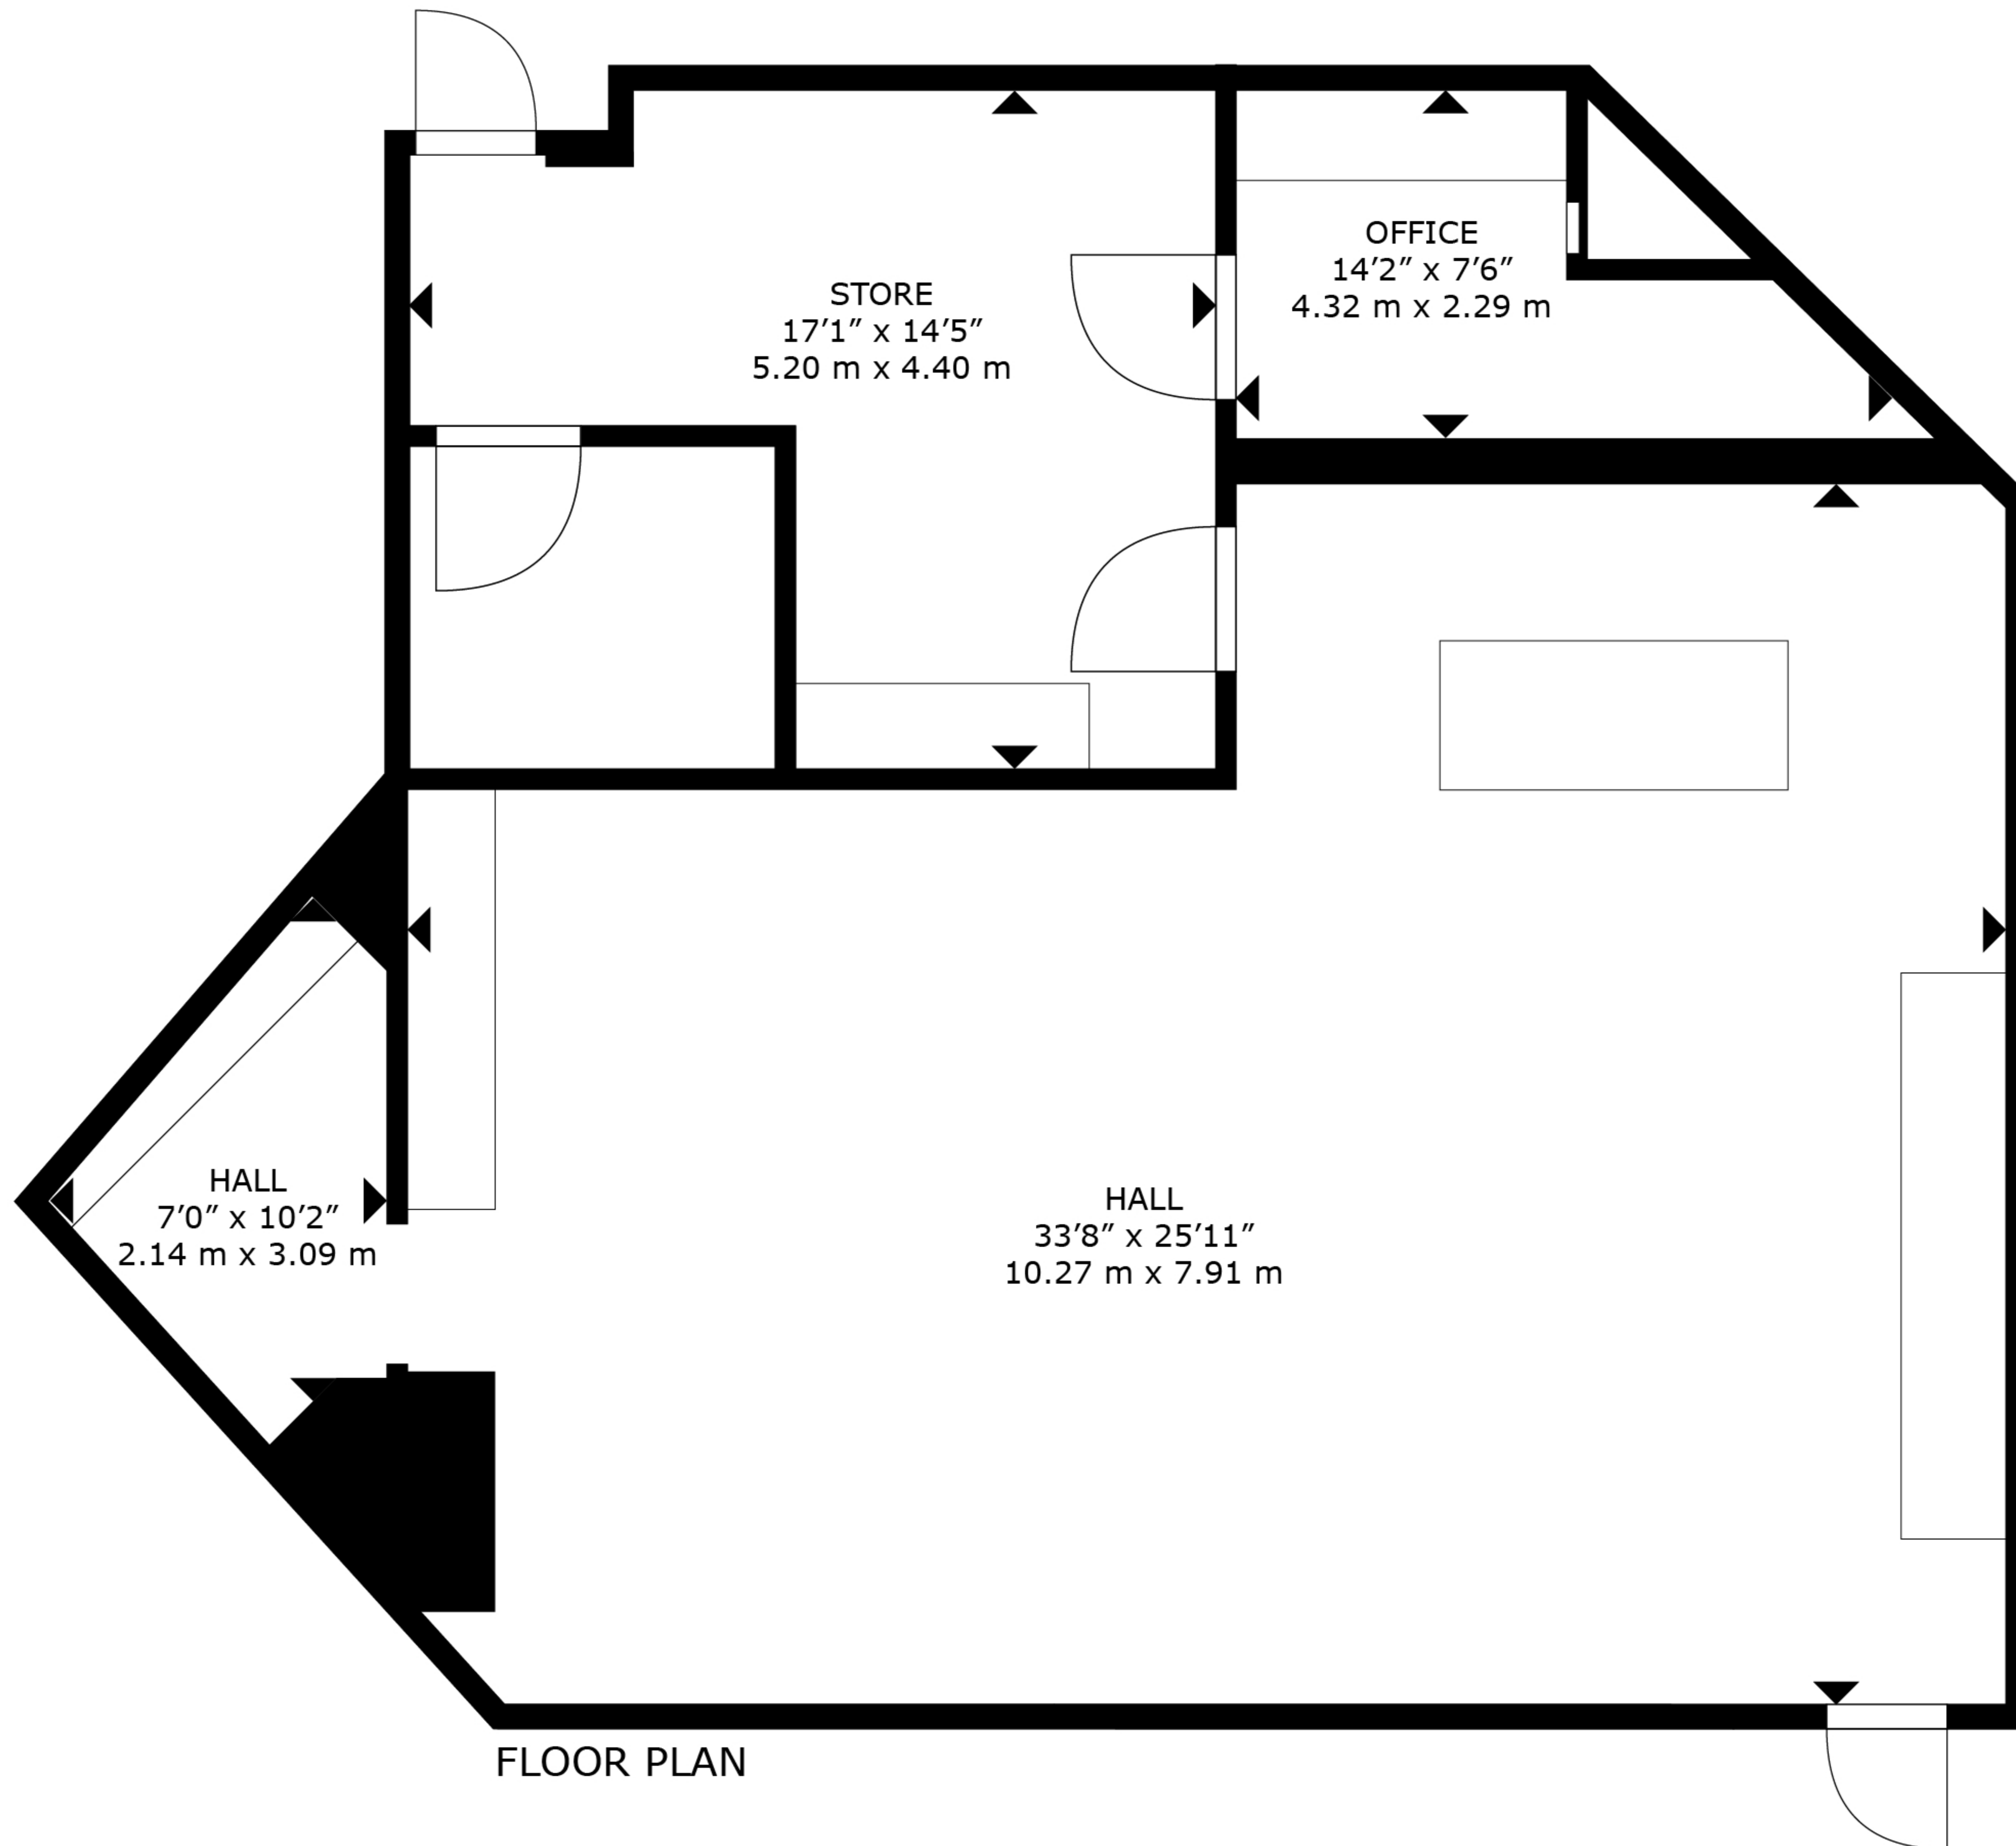 OFFICE
14′2″ x 7′6″
4.32 m x 2.29 m
STORE
17′1″ x 14′5″
5.20 m x 4.40 m
HALL
7′0″ x 10′2″
2.14 m x 3.09 m
HALL
33′8″ x 25′11″
10.27 m x 7.91 m
FLOOR PLAN